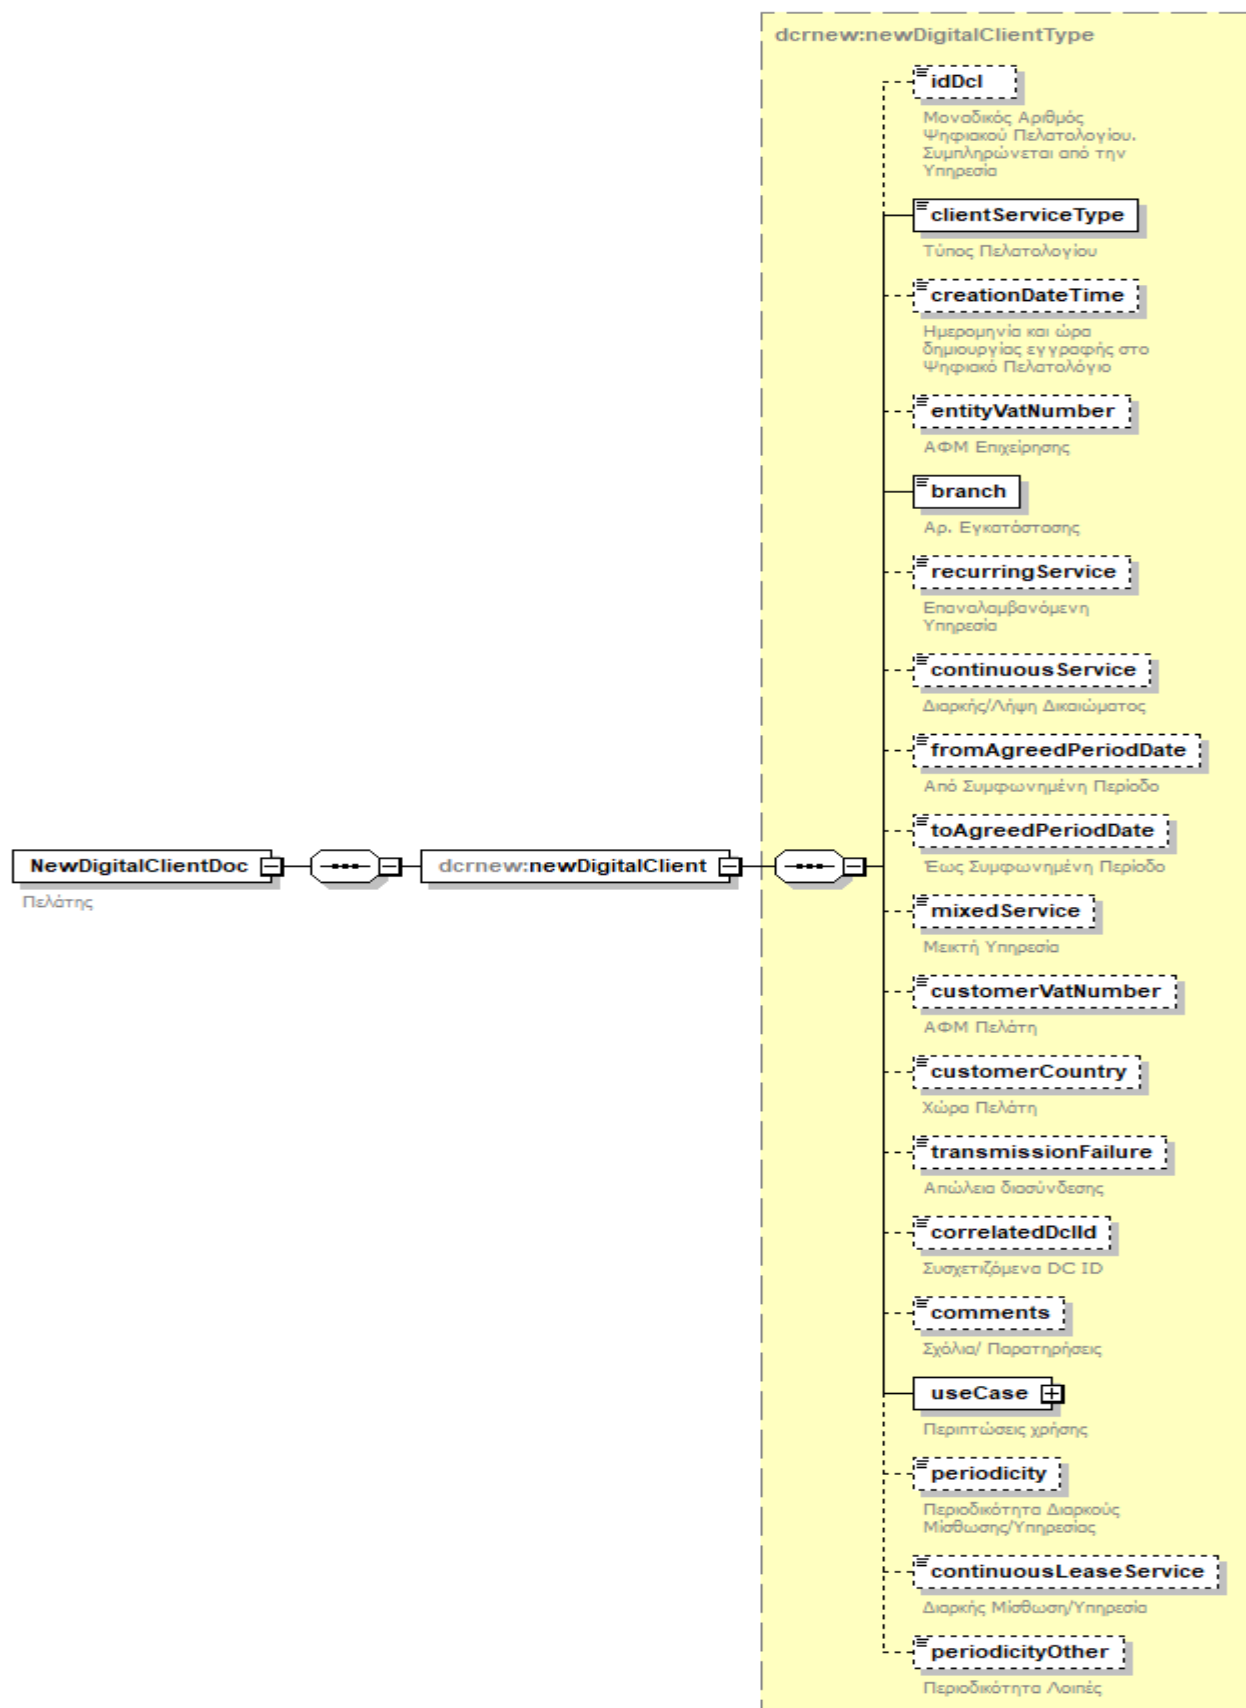 dcrnew:newDigitalClientType
idDcl
Μοναδικός Αριθμός
Ψηφιακού Πελατολογίου.
Συμπληρώνεται από την
Υπηρεσία
clientServiceType
Τύπος Πελατολογίου
creationDateTime
Ημερομηνία και ώρα
δημιουργίας εγγραφής στο
Ψηφιακό Πελατολόγιο
entityVatNumber
ΑΦΜ Επιχείρησης
branch
Αρ. Εγκατάστασης
recurringService
Επαναλαμβανόμενη
Υπηρεσία
continuousService
Διαρκής/Λήψη Δικαιώματος
fromAgreedPeriodDate
Από Συμφωνημένη Περίοδο
toAgreedPeriodDate
Έως Συμφωνημένη Περίοδο
NewDigitalClientDoc
Πελάτης
dcrnew:newDigitalClient
mixedService
Μεικτή Υπηρεσία
customerVatNumber
ΑΦΜ Πελάτη
customerCountry
Χώρα Πελάτη
transmissionFailure
Απώλεια διασύνδεσης
correlatedDclId
Συσχετιζόμενα DC ID
comments
Σχόλια/ Παρατηρήσεις
useCase
Περιπτώσεις χρήσης
periodicity
Περιοδικότητα Διαρκούς
Μίσθωσης/Υπηρεσίας
continuousLeaseService
Διαρκής Μίσθωση/Υπηρεσία
periodicityOther
Περιοδικότητα Λοιπές